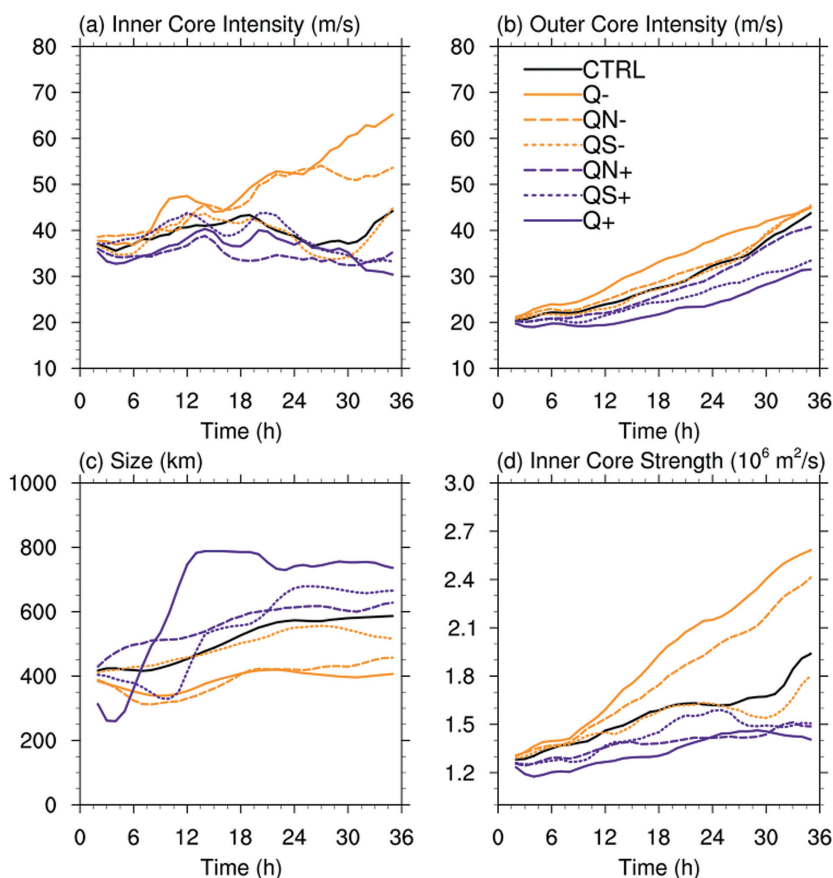 (a) Inner Core Intensity (m/s)
80
70
60
50
40
30
20
10
0 6 12 18 24 30 36
Time (h)
(b) Outer Core Intensity (m/s)
80
70
60
50
40
30
20
10
CTRL
Q-
QN-
QS-
QN+
QS+
Q+
0 6 12 18 24 30 36
Time (h)
(c) Size (km)
1000
800
600
400
200
0
0 6 12 18 24 30 36
Time (h)
(d) Inner Core Strength (10⁶ m²/s)
3.0
2.7
2.4
2.1
1.8
1.5
1.2
0 6 12 18 24 30 36
Time (h)